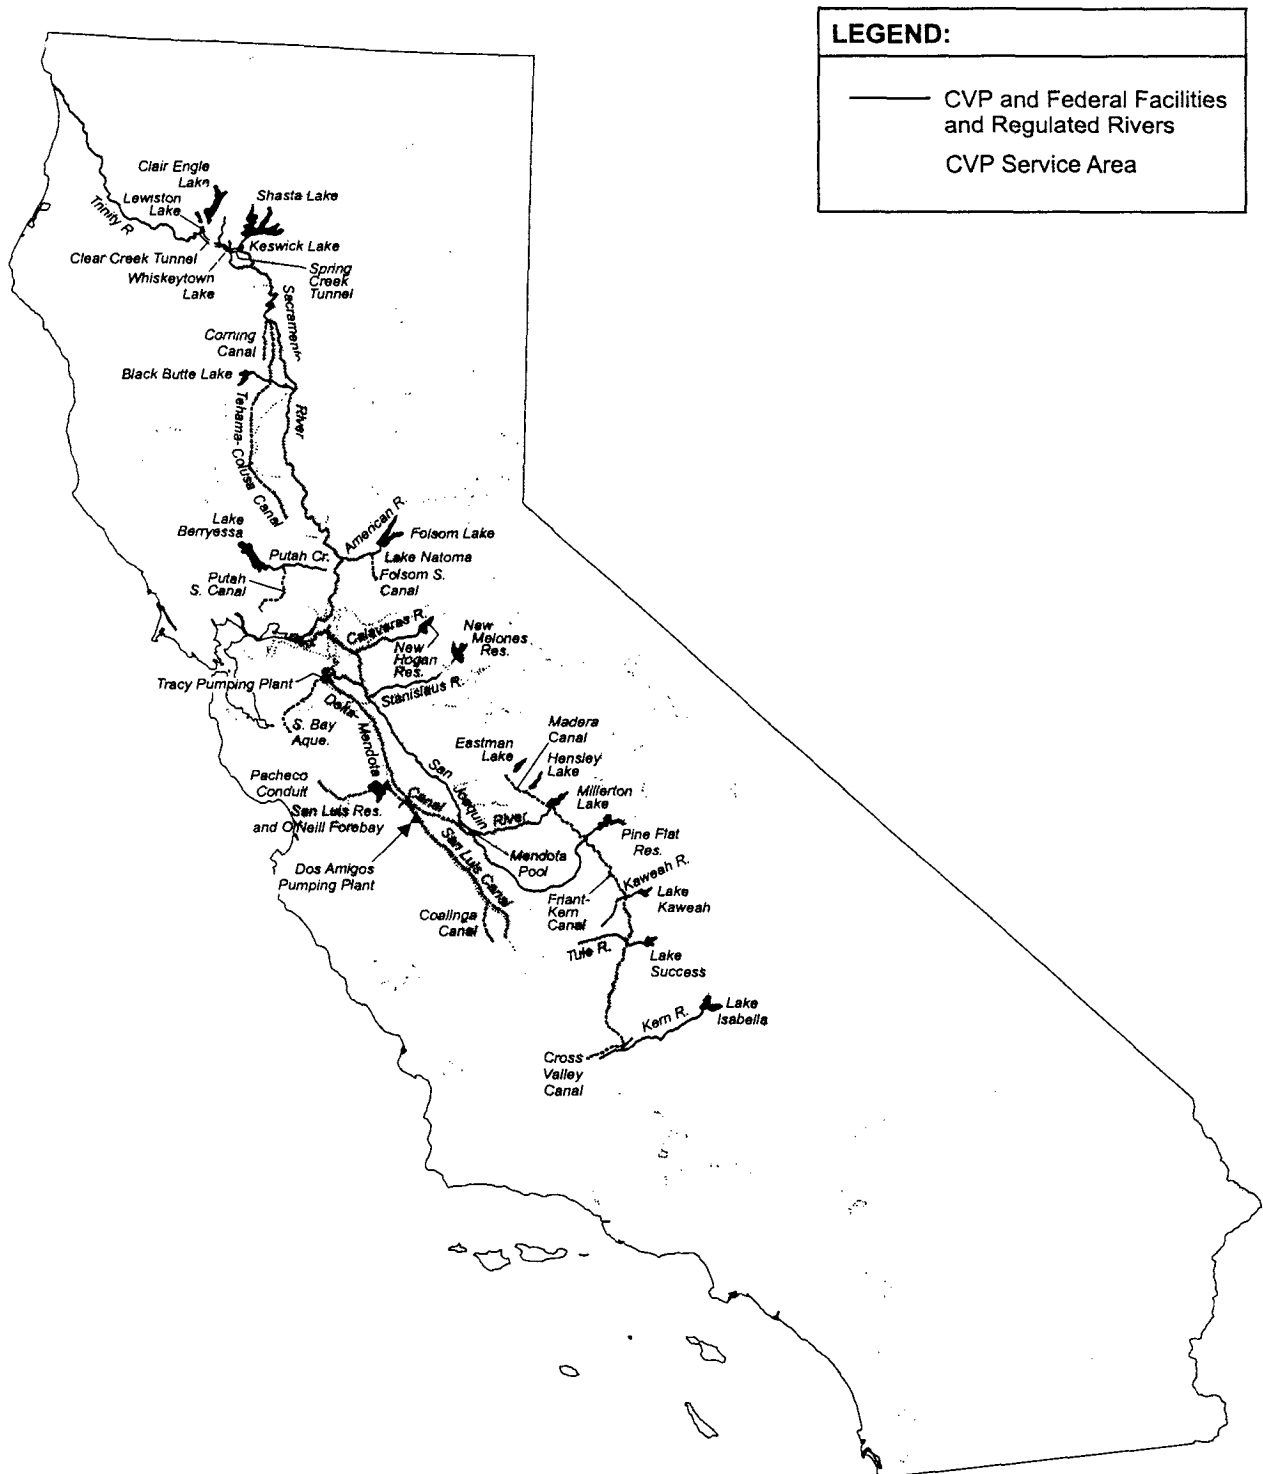 LEGEND:
CVP and Federal Facilities
and Regulated Rivers
CVP Service Area
Clair Engle
Lake
Lewiston
Lake
Shasta Lake
Trinity R
Clear Creek Tunnel
Keswick Lake
Whiskeytown
Lake
Spring
Creek
Tunnel
Sacramento
River
Corning
Canal
Black Butte Lake
Tehama-Colusa Canal
Lake
Berryessa
American R.
Folsom Lake
Putah Cr.
Lake Natoma
Putah
S. Canal
Folsom S.
Canal
Calaveras R.
New
Melones
Res.
New
Hogan
Res.
Tracy Pumping Plant
Stanislaus R.
Delta-Mendota
Canal
S. Bay
Aque.
Madera
Canal
Eastman
Lake
Hensley
Lake
San Joaquin
River
Pacheco
Conduit
Millerton
Lake
San Luis Res.
and O'Neill Forebay
Pine Flat
Res.
San Luis Canal
Mendota
Pool
Dos Amigos
Pumping Plant
Kaweah R.
Lake
Kaweah
Friant-
Kern
Canal
Coalinga
Canal
Tule R.
Lake
Success
Kern R.
Lake
Isabella
Cross
Valley
Canal